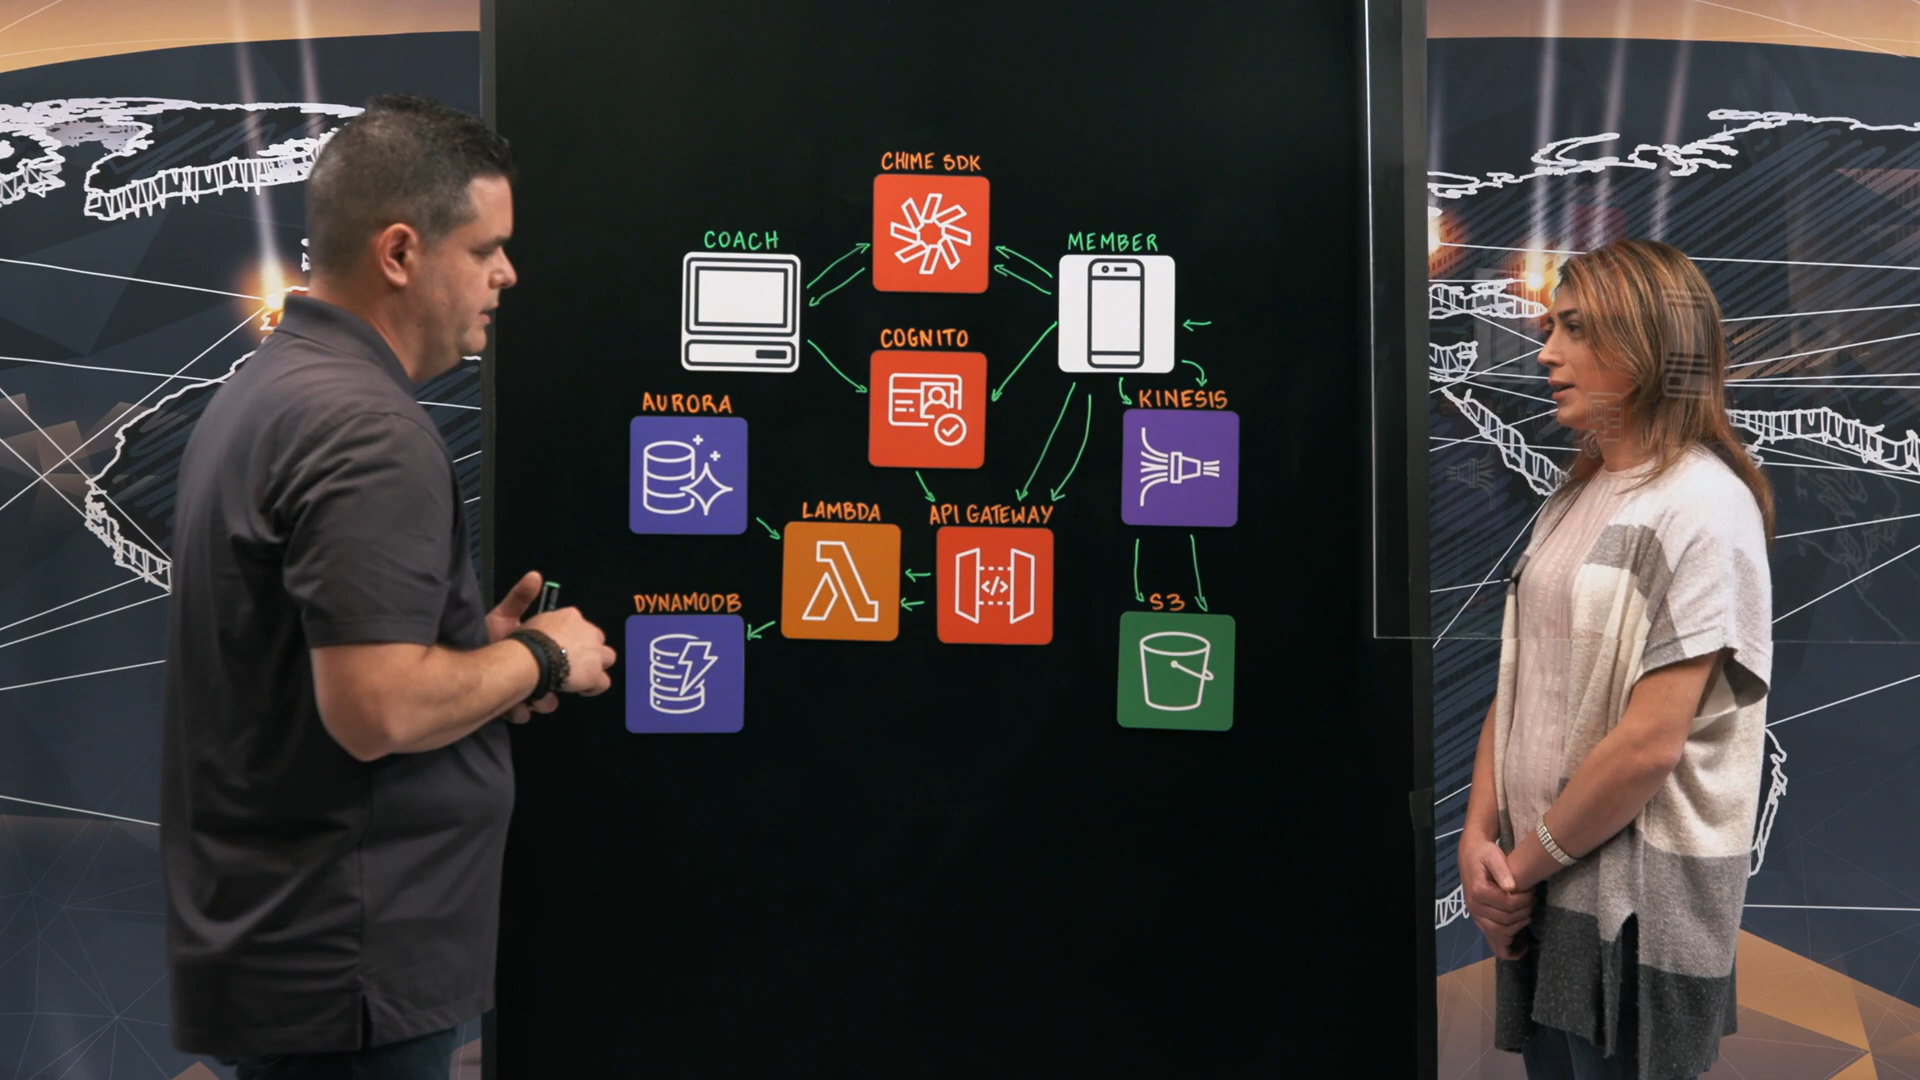 CHIME SDK
COACH
MEMBER
COGNITO
AURORA
KINESIS
LAMBDA
API GATEWAY
</>
DYNAMODB
S3